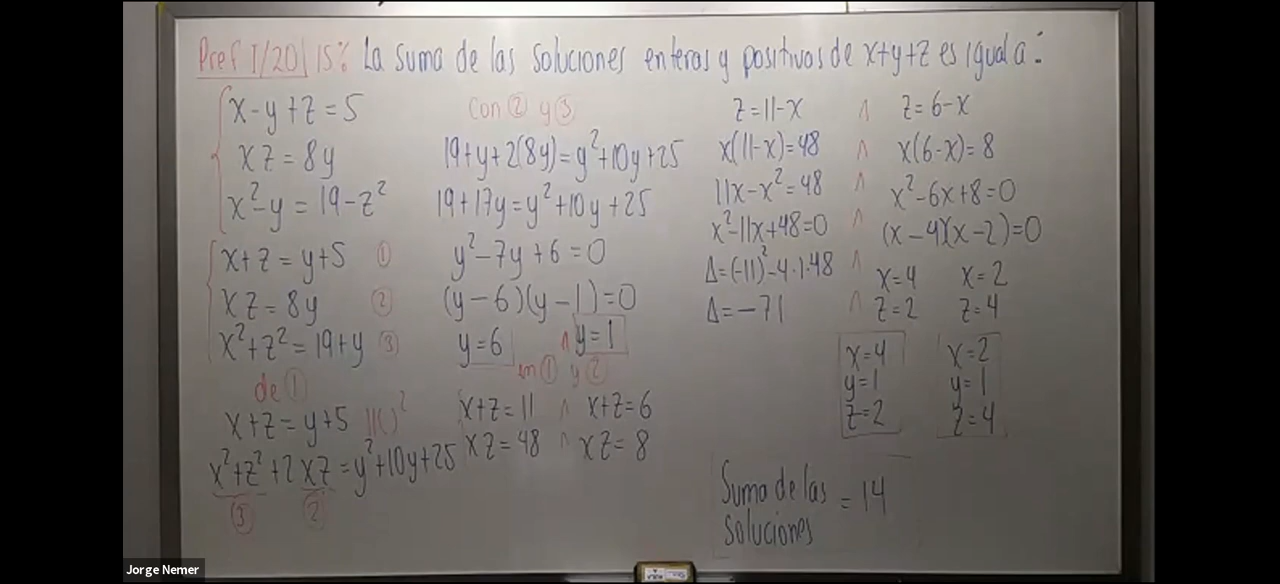 Pref I/20 | 15% La suma de las soluciones enteras y positivas de x+y+z es igual a:
x-y+z=5
xz=8y
x²-y=19-z²
x+z=y+5 ①
xz=8y ②
x²+z²=19+y ③
de ①
x+z=y+5 //( )²
x²+z²+2xz=y²+10y+25
③ ②
con ② y ③
19+y+2(8y)=y²+10y+25
19+17y=y²+10y+25
y²-7y+6=0
(y-6)(y-1)=0
y=6 ∧ y=1
en ① y ②
x+z=11 ∧ x+z=6
xz=48 ∧ xz=8
z=11-x ∧ z=6-x
x(11-x)=48 ∧ x(6-x)=8
11x-x²=48 ∧ x²-6x+8=0
x²-11x+48=0 ∧ (x-4)(x-2)=0
Δ=(-11)²-4·1·48 ∧ x=4 x=2
Δ=-71 ∧ z=2 z=4
x=4 x=2
y=1 y=1
z=2 z=4
Suma de las
soluciones = 14
Jorge Nemer